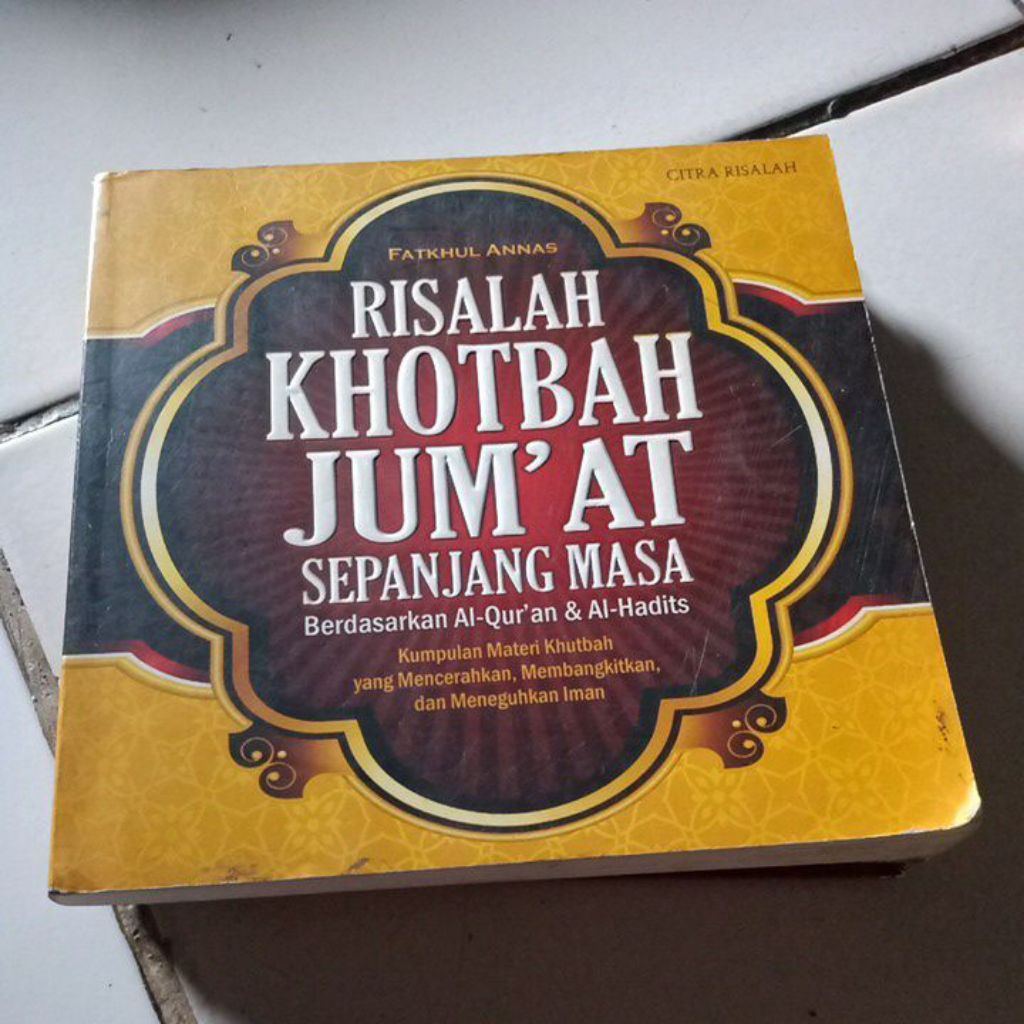 CITRA RISALAH
FATKHUL ANNAS
RISALAH
KHOTBAH
JUM'AT
SEPANJANG MASA
Berdasarkan Al-Qur'an & Al-Hadits
Kumpulan Materi Khutbah
yang Mencerahkan, Membangkitkan,
dan Meneguhkan Iman